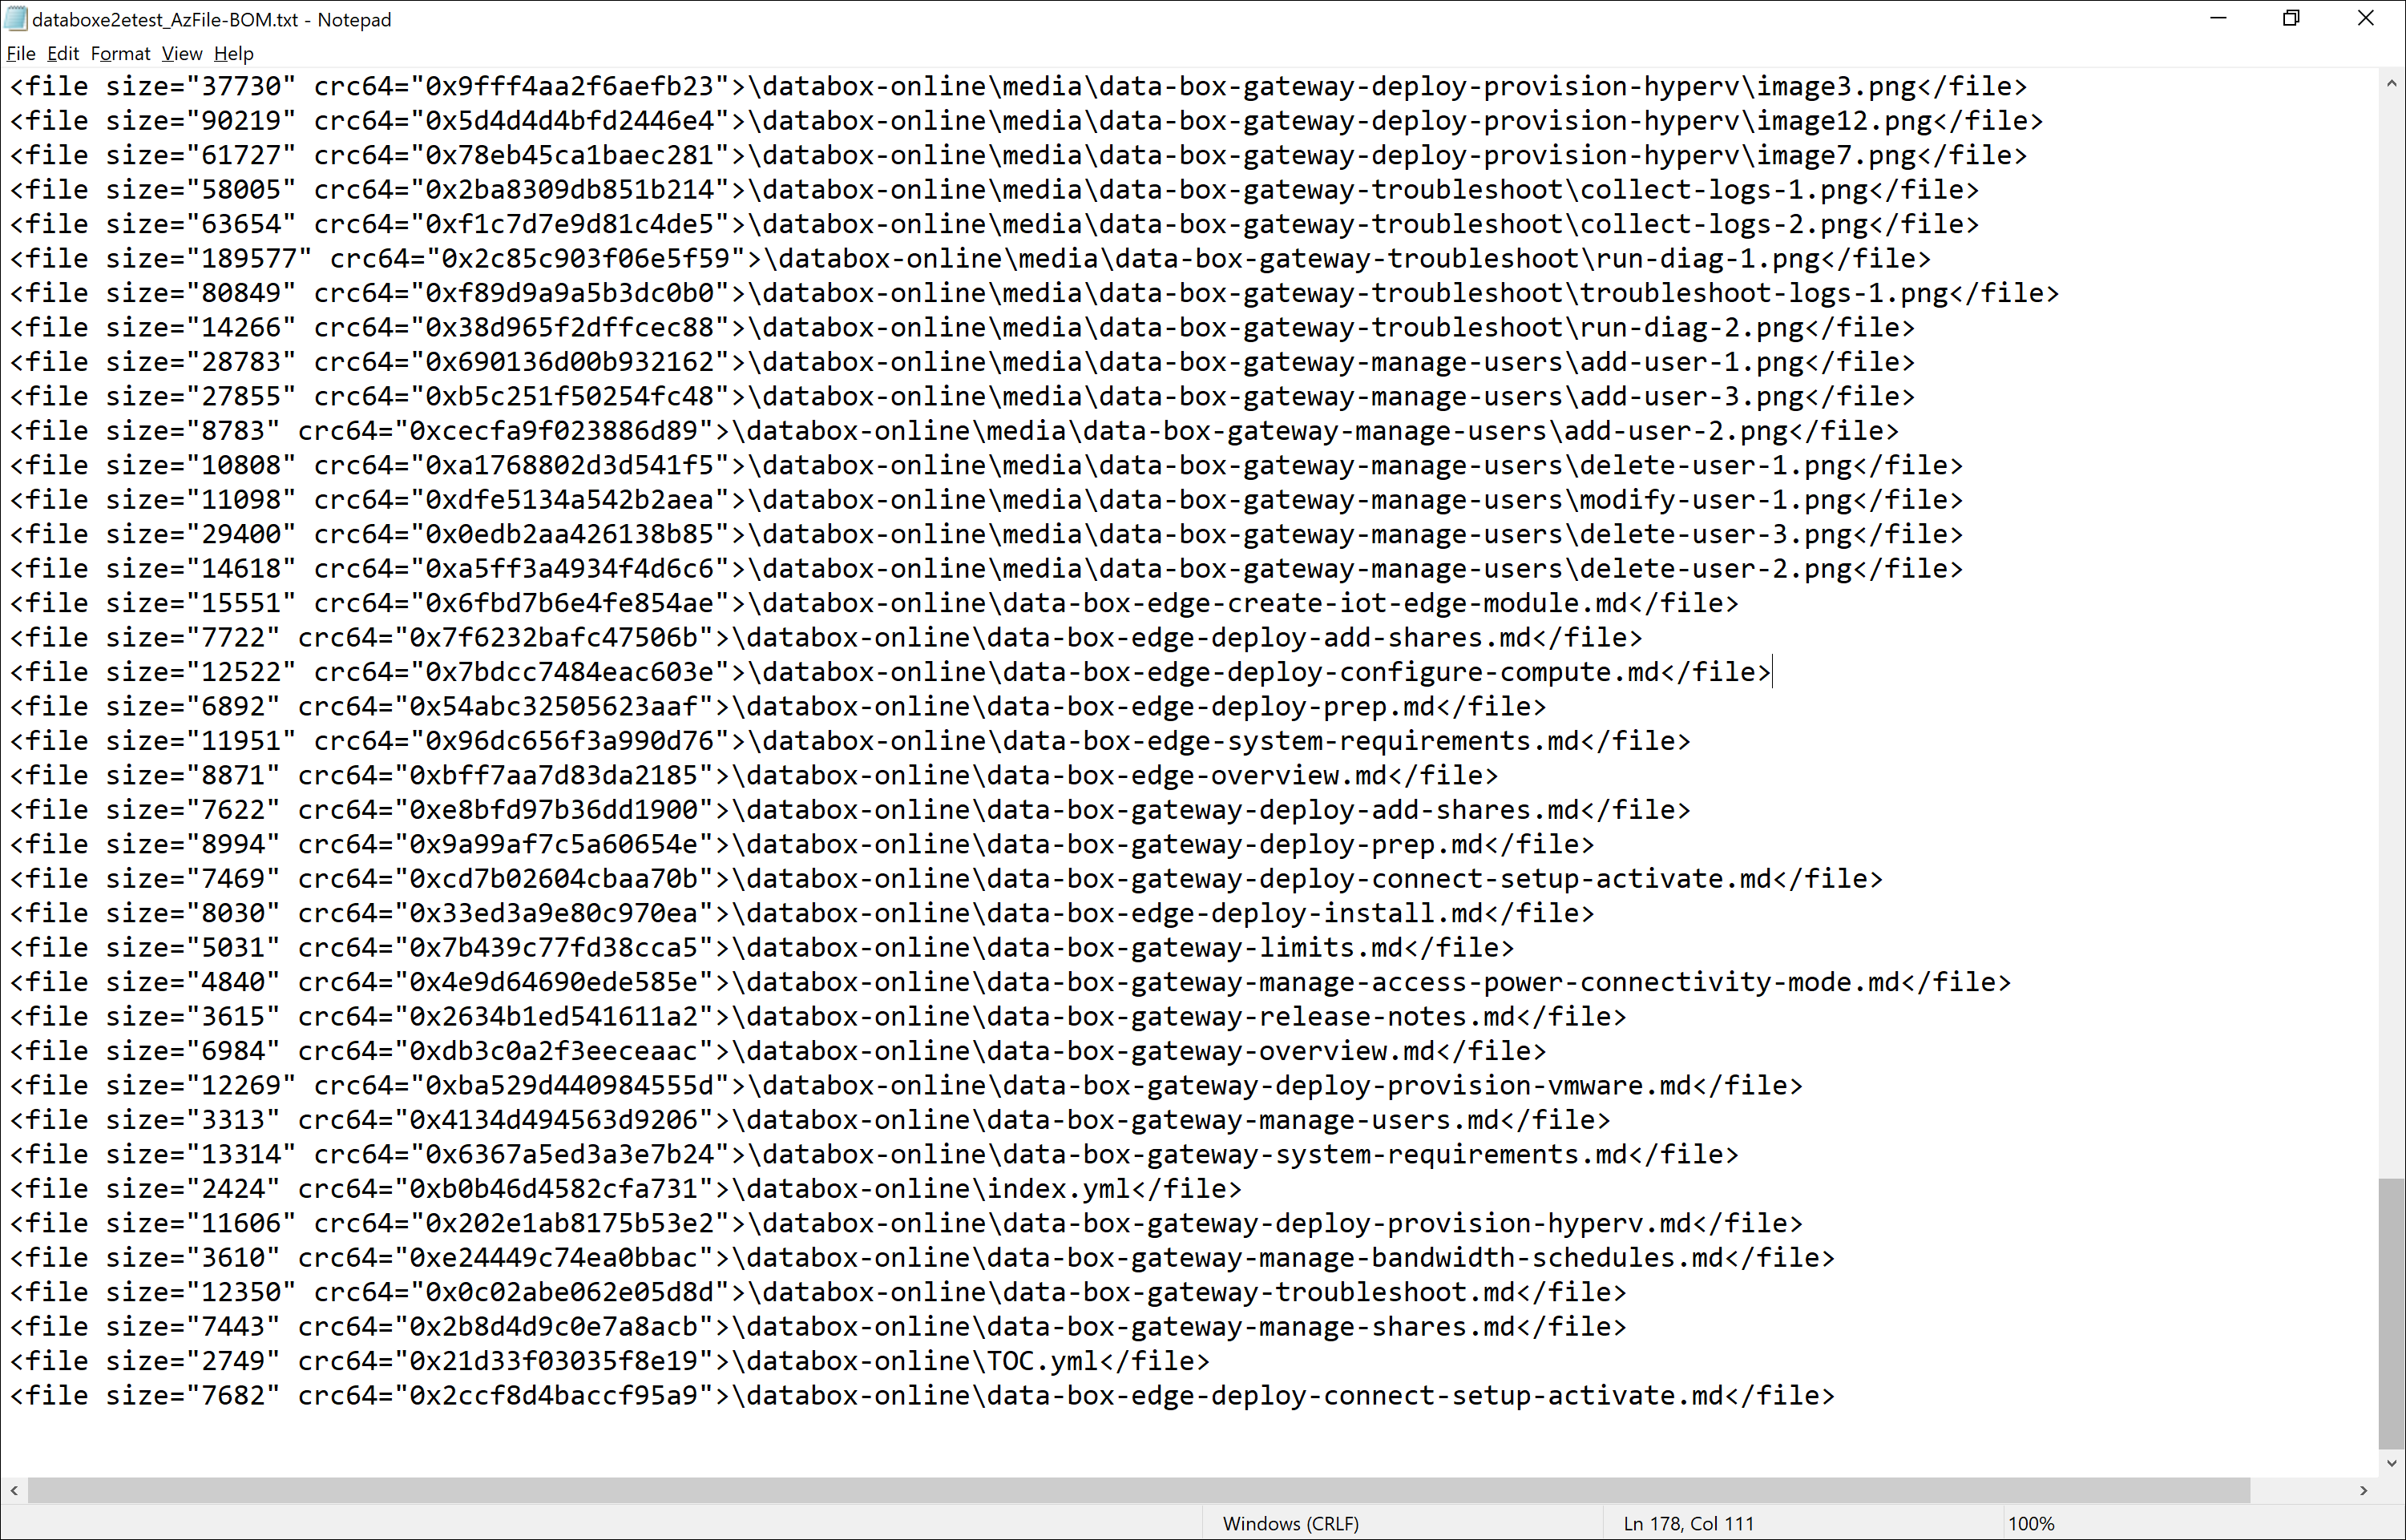 databoxe2etest_AzFile-BOM.txt - Notepad
File Edit Format View Help
<file size="37730" crc64="0x9fff4aa2f6aefb23">\databox-online\media\data-box-gateway-deploy-provision-hyperv\image3.png</file>
<file size="90219" crc64="0x5d4d4d4bfd2446e4">\databox-online\media\data-box-gateway-deploy-provision-hyperv\image12.png</file>
<file size="61727" crc64="0x78eb45ca1baec281">\databox-online\media\data-box-gateway-deploy-provision-hyperv\image7.png</file>
<file size="58005" crc64="0x2ba8309db851b214">\databox-online\media\data-box-gateway-troubleshoot\collect-logs-1.png</file>
<file size="63654" crc64="0xf1c7d7e9d81c4de5">\databox-online\media\data-box-gateway-troubleshoot\collect-logs-2.png</file>
<file size="189577" crc64="0x2c85c903f06e5f59">\databox-online\media\data-box-gateway-troubleshoot\run-diag-1.png</file>
<file size="80849" crc64="0xf89d9a9a5b3dc0b0">\databox-online\media\data-box-gateway-troubleshoot\troubleshoot-logs-1.png</file>
<file size="14266" crc64="0x38d965f2dffcec88">\databox-online\media\data-box-gateway-troubleshoot\run-diag-2.png</file>
<file size="28783" crc64="0x690136d00b932162">\databox-online\media\data-box-gateway-manage-users\add-user-1.png</file>
<file size="27855" crc64="0xb5c251f50254fc48">\databox-online\media\data-box-gateway-manage-users\add-user-3.png</file>
<file size="8783" crc64="0xcecfa9f023886d89">\databox-online\media\data-box-gateway-manage-users\add-user-2.png</file>
<file size="10808" crc64="0xa1768802d3d541f5">\databox-online\media\data-box-gateway-manage-users\delete-user-1.png</file>
<file size="11098" crc64="0xdfe5134a542b2aea">\databox-online\media\data-box-gateway-manage-users\modify-user-1.png</file>
<file size="29400" crc64="0x0edb2aa426138b85">\databox-online\media\data-box-gateway-manage-users\delete-user-3.png</file>
<file size="14618" crc64="0xa5ff3a4934f4d6c6">\databox-online\media\data-box-gateway-manage-users\delete-user-2.png</file>
<file size="15551" crc64="0x6fbd7b6e4fe854ae">\databox-online\data-box-edge-create-iot-edge-module.md</file>
<file size="7722" crc64="0x7f6232bafc47506b">\databox-online\data-box-edge-deploy-add-shares.md</file>
<file size="12522" crc64="0x7bdcc7484eac603e">\databox-online\data-box-edge-deploy-configure-compute.md</file>
<file size="6892" crc64="0x54abc32505623aaf">\databox-online\data-box-edge-deploy-prep.md</file>
<file size="11951" crc64="0x96dc656f3a990d76">\databox-online\data-box-edge-system-requirements.md</file>
<file size="8871" crc64="0xbff7aa7d83da2185">\databox-online\data-box-edge-overview.md</file>
<file size="7622" crc64="0xe8bfd97b36dd1900">\databox-online\data-box-gateway-deploy-add-shares.md</file>
<file size="8994" crc64="0x9a99af7c5a60654e">\databox-online\data-box-gateway-deploy-prep.md</file>
<file size="7469" crc64="0xcd7b02604cbaa70b">\databox-online\data-box-gateway-deploy-connect-setup-activate.md</file>
<file size="8030" crc64="0x33ed3a9e80c970ea">\databox-online\data-box-edge-deploy-install.md</file>
<file size="5031" crc64="0x7b439c77fd38cca5">\databox-online\data-box-gateway-limits.md</file>
<file size="4840" crc64="0x4e9d64690ede585e">\databox-online\data-box-gateway-manage-access-power-connectivity-mode.md</file>
<file size="3615" crc64="0x2634b1ed541611a2">\databox-online\data-box-gateway-release-notes.md</file>
<file size="6984" crc64="0xdb3c0a2f3eeceaac">\databox-online\data-box-gateway-overview.md</file>
<file size="12269" crc64="0xba529d440984555d">\databox-online\data-box-gateway-deploy-provision-vmware.md</file>
<file size="3313" crc64="0x4134d494563d9206">\databox-online\data-box-gateway-manage-users.md</file>
<file size="13314" crc64="0x6367a5ed3a3e7b24">\databox-online\data-box-gateway-system-requirements.md</file>
<file size="2424" crc64="0xb0b46d4582cfa731">\databox-online\index.yml</file>
<file size="11606" crc64="0x202e1ab8175b53e2">\databox-online\data-box-gateway-deploy-provision-hyperv.md</file>
<file size="3610" crc64="0xe24449c74ea0bbac">\databox-online\data-box-gateway-manage-bandwidth-schedules.md</file>
<file size="12350" crc64="0x0c02abe062e05d8d">\databox-online\data-box-gateway-troubleshoot.md</file>
<file size="7443" crc64="0x2b8d4d9c0e7a8acb">\databox-online\data-box-gateway-manage-shares.md</file>
<file size="2749" crc64="0x21d33f03035f8e19">\databox-online\TOC.yml</file>
<file size="7682" crc64="0x2ccf8d4baccf95a9">\databox-online\data-box-edge-deploy-connect-setup-activate.md</file>
Windows (CRLF) Ln 178, Col 111 100%